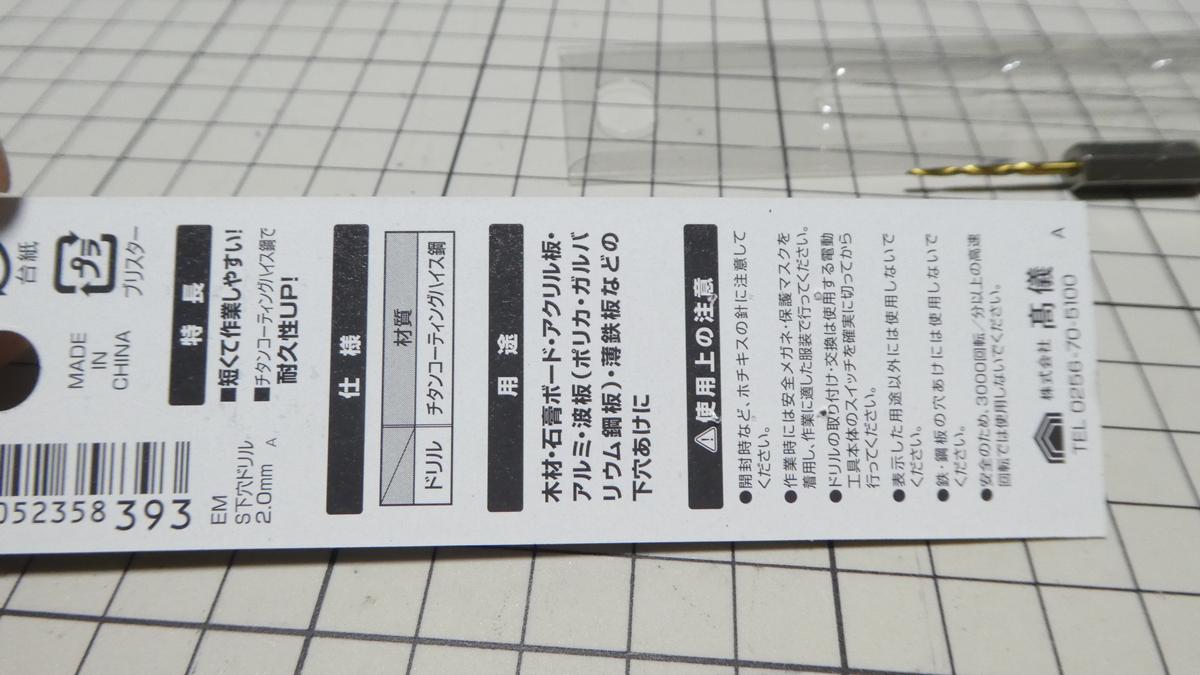 台紙
プラ
ブリスター
MADE
IN
CHINA
052358393
EM
S下穴ドリル
2.0mm A
特長
■短くて作業しやすい!
■チタンコーティングハイス鋼で
耐久性UP!
仕様
材質
ドリル チタンコーティングハイス鋼
用途
木材・石膏ボード・アクリル板・
アルミ・波板(ポリカ・ガルバ
リウム鋼板)・薄鉄板などの
下穴あけに
⚠使用上の注意
●開封時など、ホチキスの針に注意して
ください。
●作業時には安全メガネ・保護マスクを
着用し、作業に適した服装で行ってください。
●ドリルの取り付け・交換は使用する電動
工具本体のスイッチを確実に切ってから
行ってください。
●表示した用途以外には使用しないで
ください。
●鉄・鋼板の穴あけには使用しないで
ください。
●安全のため、3000回転/分以上の高速
回転では使用しないでください。
株式会社 髙儀
TEL 0256-70-5100
A